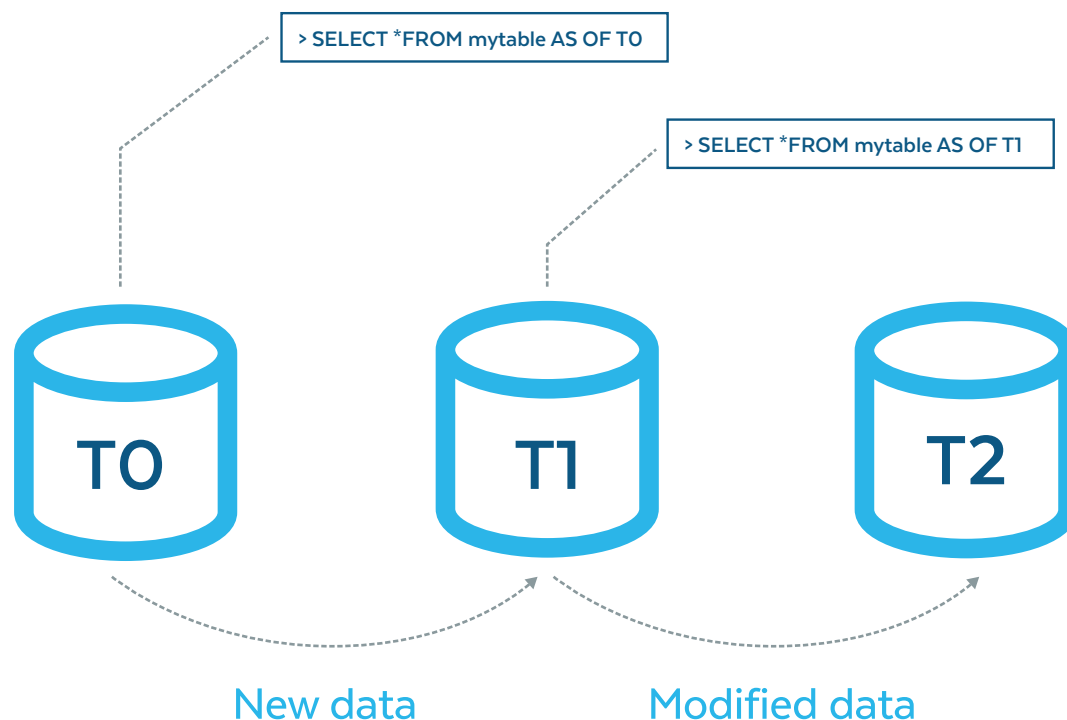 > SELECT *FROM mytable AS OF T0
> SELECT *FROM mytable AS OF T1
T0
T1
T2
New data
Modified data